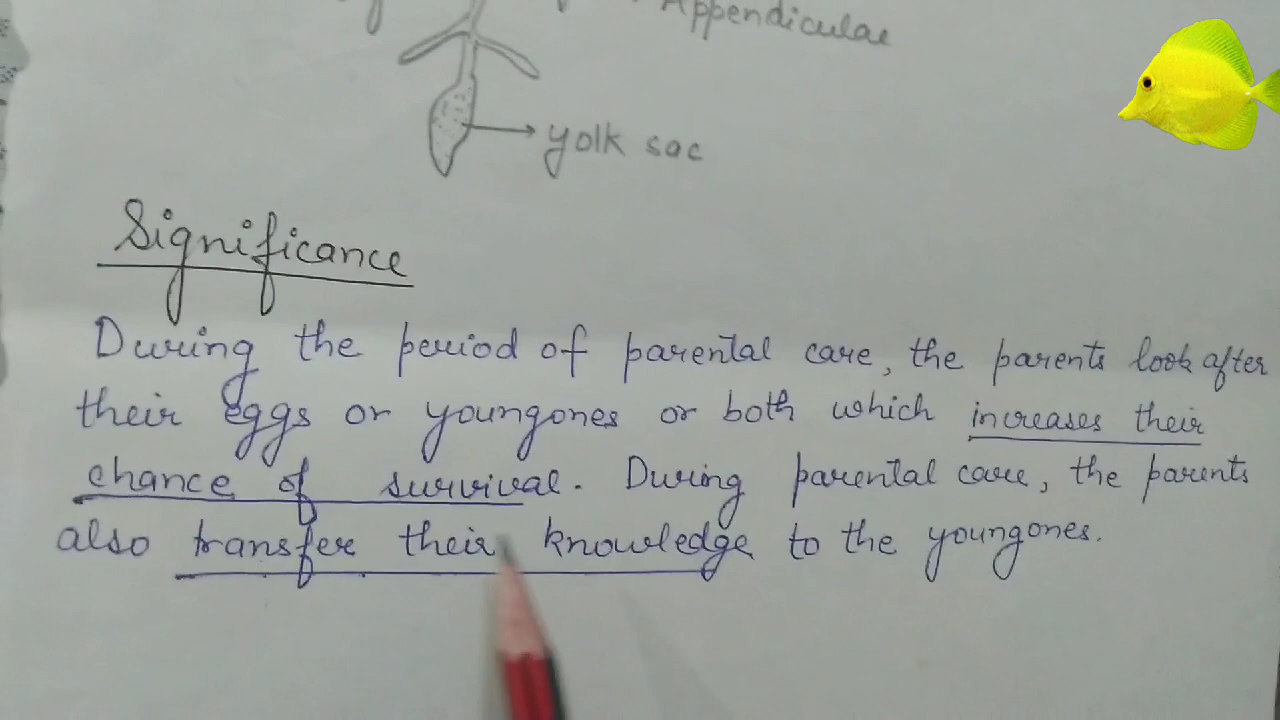 Appendiculae
yolk sac
Significance
During the period of parental care, the parents look after
their eggs or youngones or both which increases their
chance of survival. During parental care, the parents
also transfer their knowledge to the youngones.